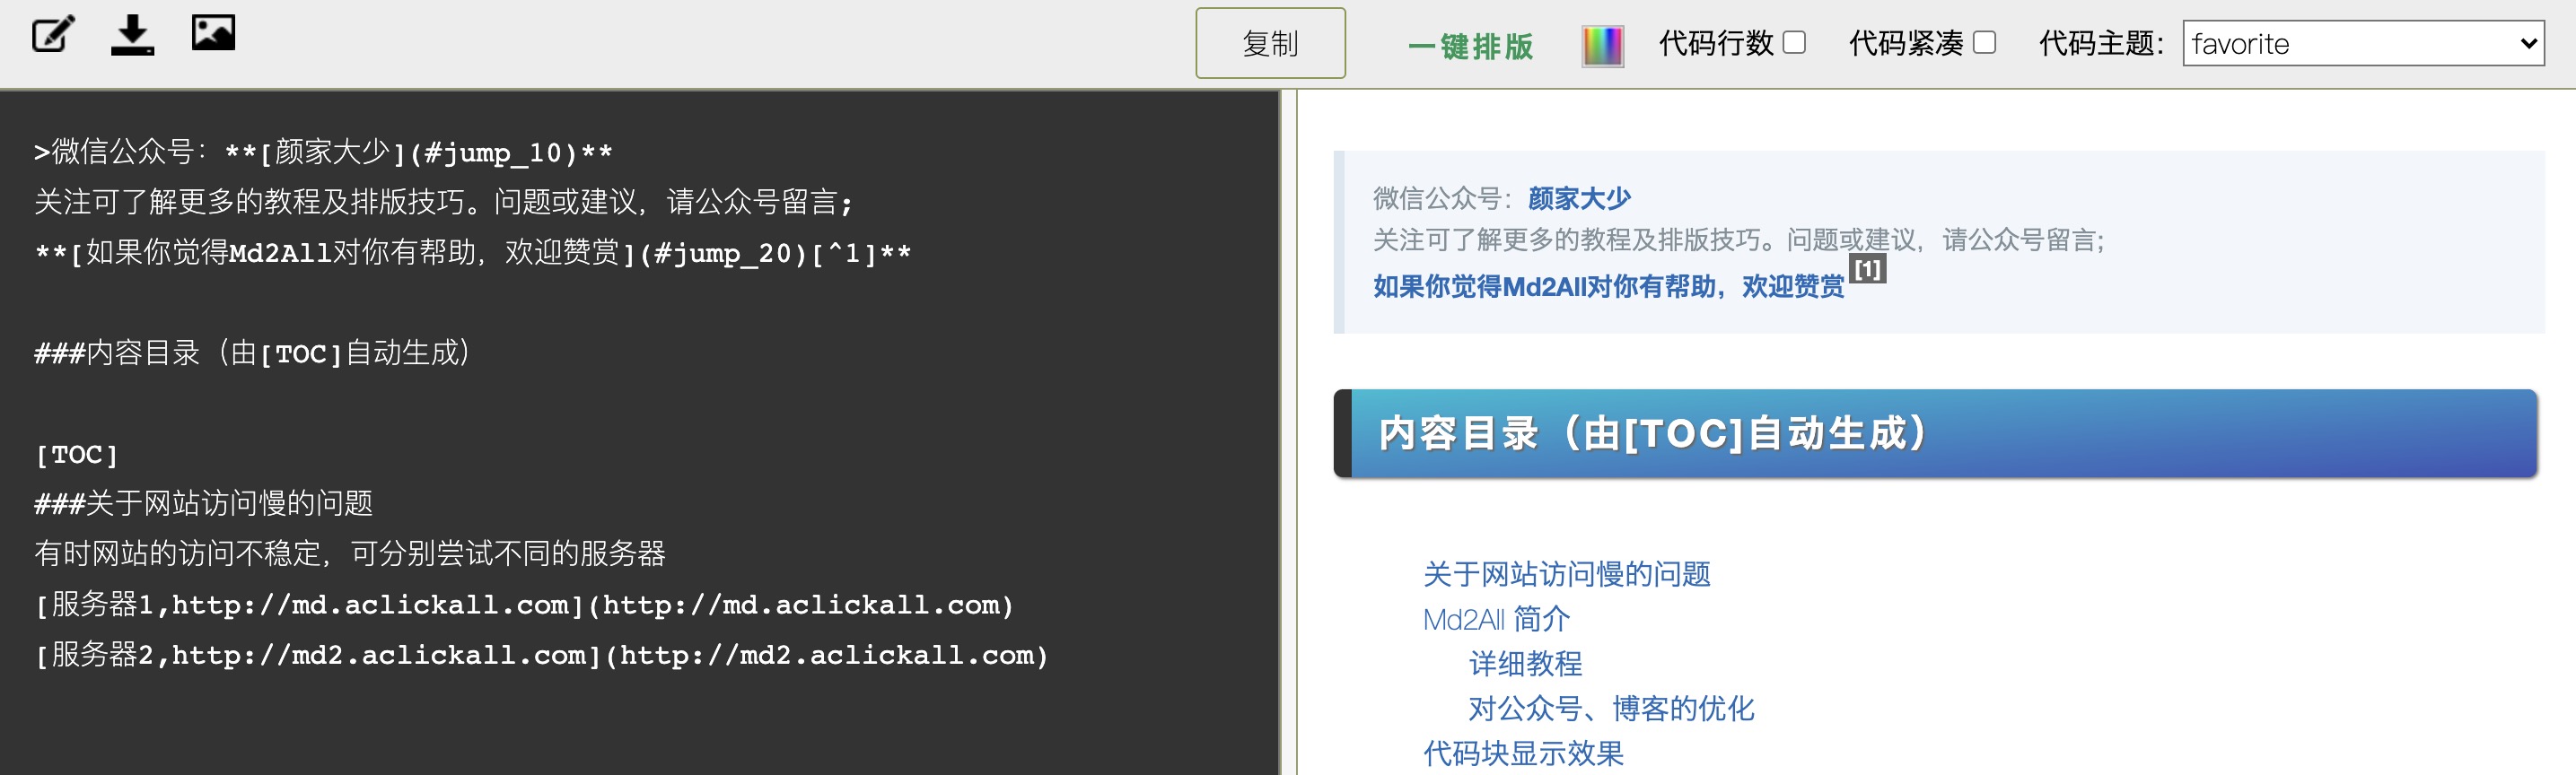 复制
一键排版
代码行数
代码紧凑
代码主题:
favorite
>微信公众号：**[颜家大少](#jump_10)**
关注可了解更多的教程及排版技巧。问题或建议，请公众号留言;
**[如果你觉得Md2All对你有帮助，欢迎赞赏](#jump_20)[^1]**
###内容目录（由[TOC]自动生成）
[TOC]
###关于网站访问慢的问题
有时网站的访问不稳定，可分别尝试不同的服务器
[服务器1,http://md.aclickall.com](http://md.aclickall.com)
[服务器2,http://md2.aclickall.com](http://md2.aclickall.com)
微信公众号：颜家大少
关注可了解更多的教程及排版技巧。问题或建议，请公众号留言;
如果你觉得Md2All对你有帮助，欢迎赞赏[1]
内容目录（由[TOC]自动生成）
关于网站访问慢的问题
Md2All 简介
详细教程
对公众号、博客的优化
代码块显示效果